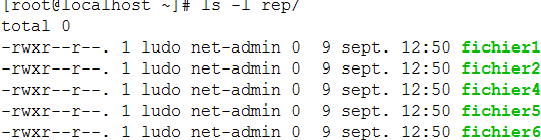 [root@localhost ~]# ls -l rep/
total 0
-rwxr--r--. 1 ludo net-admin 0  9 sept. 12:50 fichier1
-rwxr--r--. 1 ludo net-admin 0  9 sept. 12:50 fichier2
-rwxr--r--. 1 ludo net-admin 0  9 sept. 12:50 fichier4
-rwxr--r--. 1 ludo net-admin 0  9 sept. 12:50 fichier5
-rwxr--r--. 1 ludo net-admin 0  9 sept. 12:50 fichier6